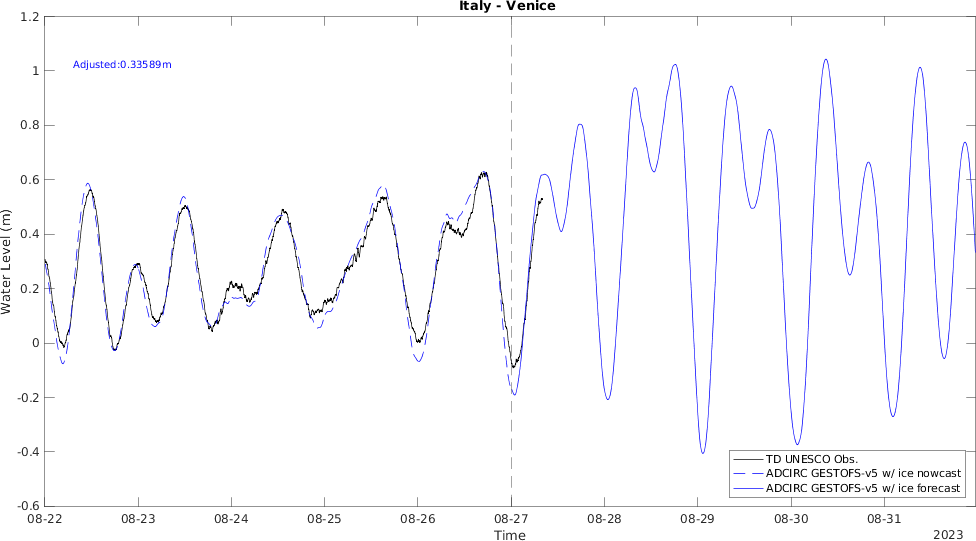 Italy - Venice
1.2
1
0.8
0.6
0.4
0.2
0
-0.2
-0.4
-0.6
Water Level (m)
Adjusted:0.33589m
TD UNESCO Obs.
ADCIRC GESTOFS-v5 w/ ice nowcast
ADCIRC GESTOFS-v5 w/ ice forecast
08-22 08-23 08-24 08-25 08-26 08-27 08-28 08-29 08-30 08-31
Time
2023